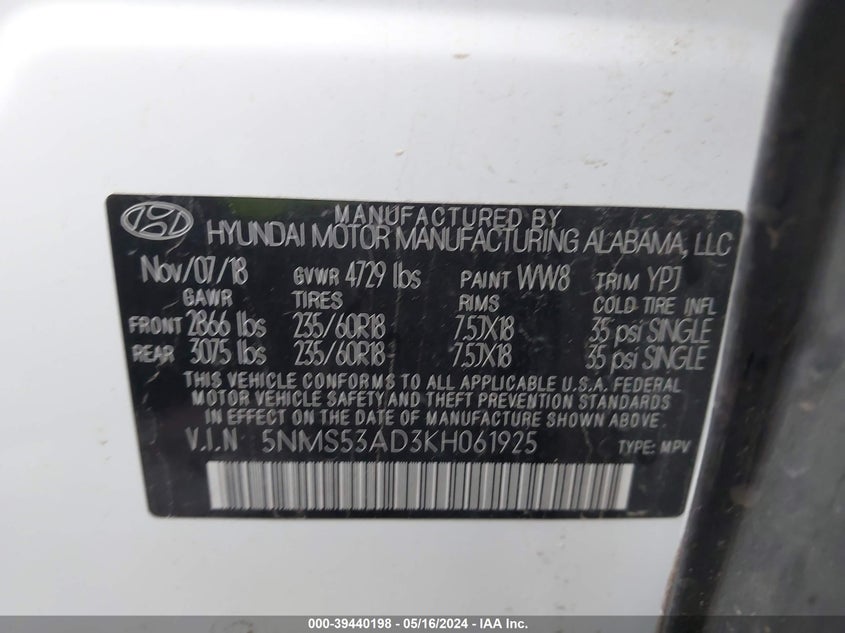 MANUFACTURED BY
HYUNDAI MOTOR MANUFACTURING ALABAMA, LLC
Nov/07/18 GVWR 4729 lbs PAINT WW8 TRIM YPJ
GAWR TIRES RIMS COLD TIRE INFL
FRONT 2866 lbs 235/60R18 7.5JX18 35 psi SINGLE
REAR 3075 lbs 235/60R18 7.5JX18 35 psi SINGLE
THIS VEHICLE CONFORMS TO ALL APPLICABLE U.S.A. FEDERAL
MOTOR VEHICLE SAFETY AND THEFT PREVENTION STANDARDS
IN EFFECT ON THE DATE OF MANUFACTURE SHOWN ABOVE.
V.I.N 5NMS53AD3KH061925 TYPE: MPV
000-39440198 - 05/16/2024 - IAA Inc.